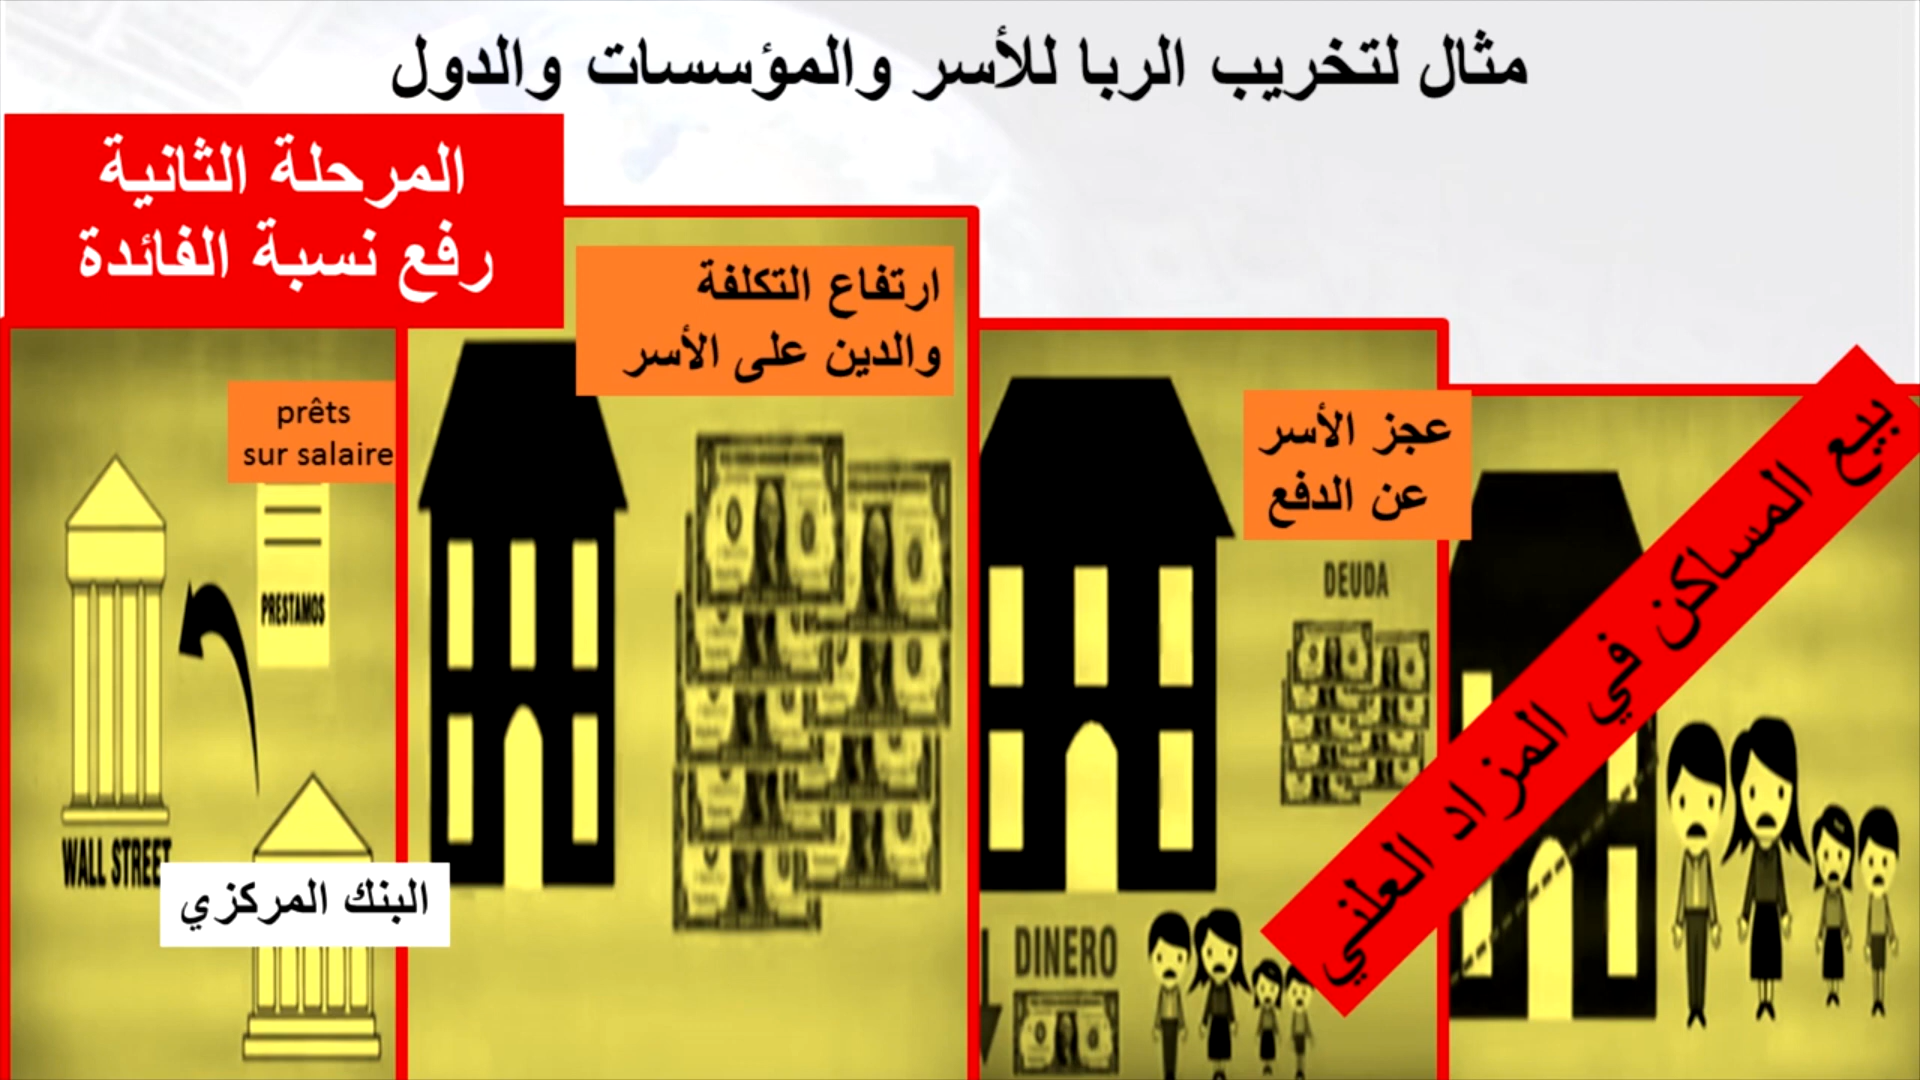 مثال لتخريب الربا للأسر والمؤسسات والدول
المرحلة الثانية
رفع نسبة الفائدة
prêts
sur salaire
PRESTAMOS
WALL STREET
البنك المركزي
ارتفاع التكلفة
والدين على الأسر
عجز الأسر
عن الدفع
DEUDA
DINERO
بيع المساكن في المزاد العلني